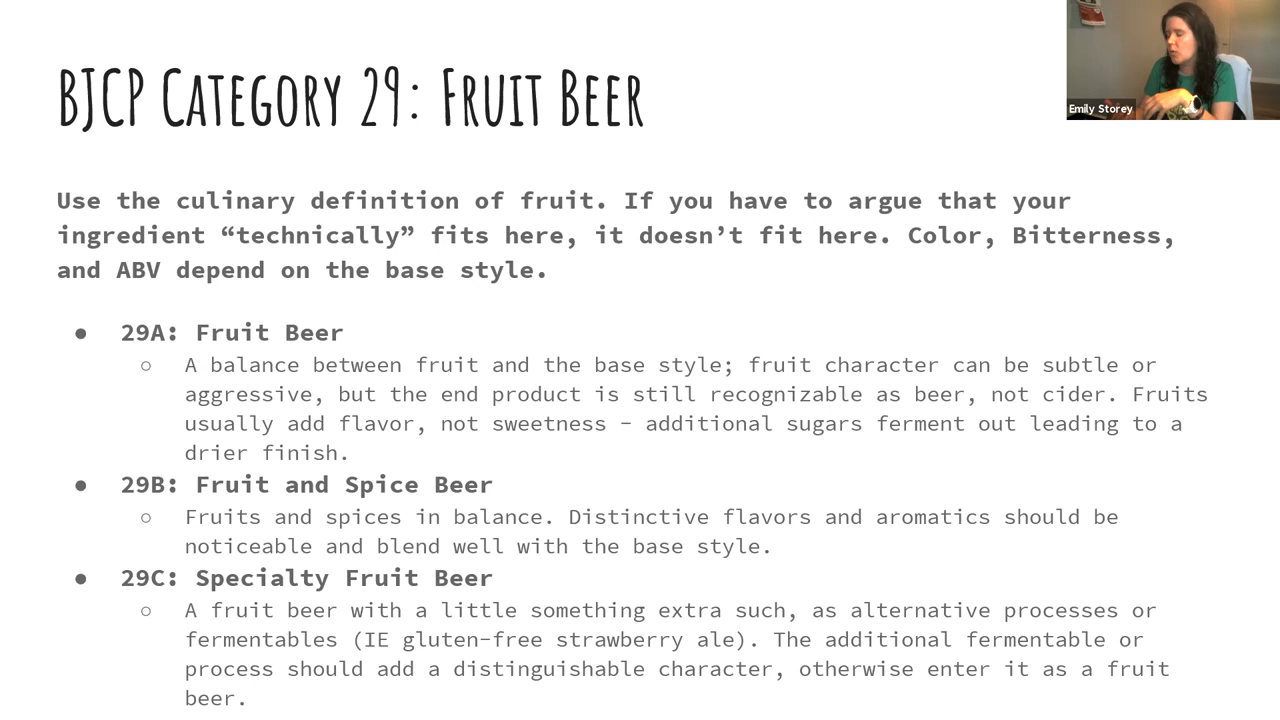 BJCP Category 29: Fruit Beer
Emily Storey
Use the culinary definition of fruit. If you have to argue that your
ingredient “technically” fits here, it doesn’t fit here. Color, Bitterness,
and ABV depend on the base style.
● 29A: Fruit Beer
○ A balance between fruit and the base style; fruit character can be subtle or
aggressive, but the end product is still recognizable as beer, not cider. Fruits
usually add flavor, not sweetness - additional sugars ferment out leading to a
drier finish.
● 29B: Fruit and Spice Beer
○ Fruits and spices in balance. Distinctive flavors and aromatics should be
noticeable and blend well with the base style.
● 29C: Specialty Fruit Beer
○ A fruit beer with a little something extra such, as alternative processes or
fermentables (IE gluten-free strawberry ale). The additional fermentable or
process should add a distinguishable character, otherwise enter it as a fruit
beer.